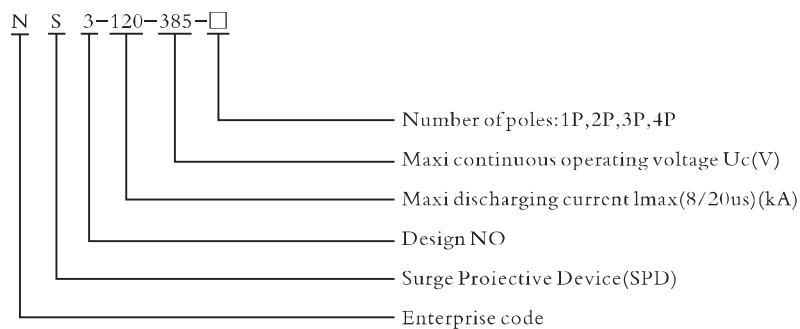 N S 3-120-385-□
Number of poles:1P,2P,3P,4P
Maxi continuous operating voltage Uc(V)
Maxi discharging current lmax(8/20us)(kA)
Design NO
Surge Proiective Device(SPD)
Enterprise code